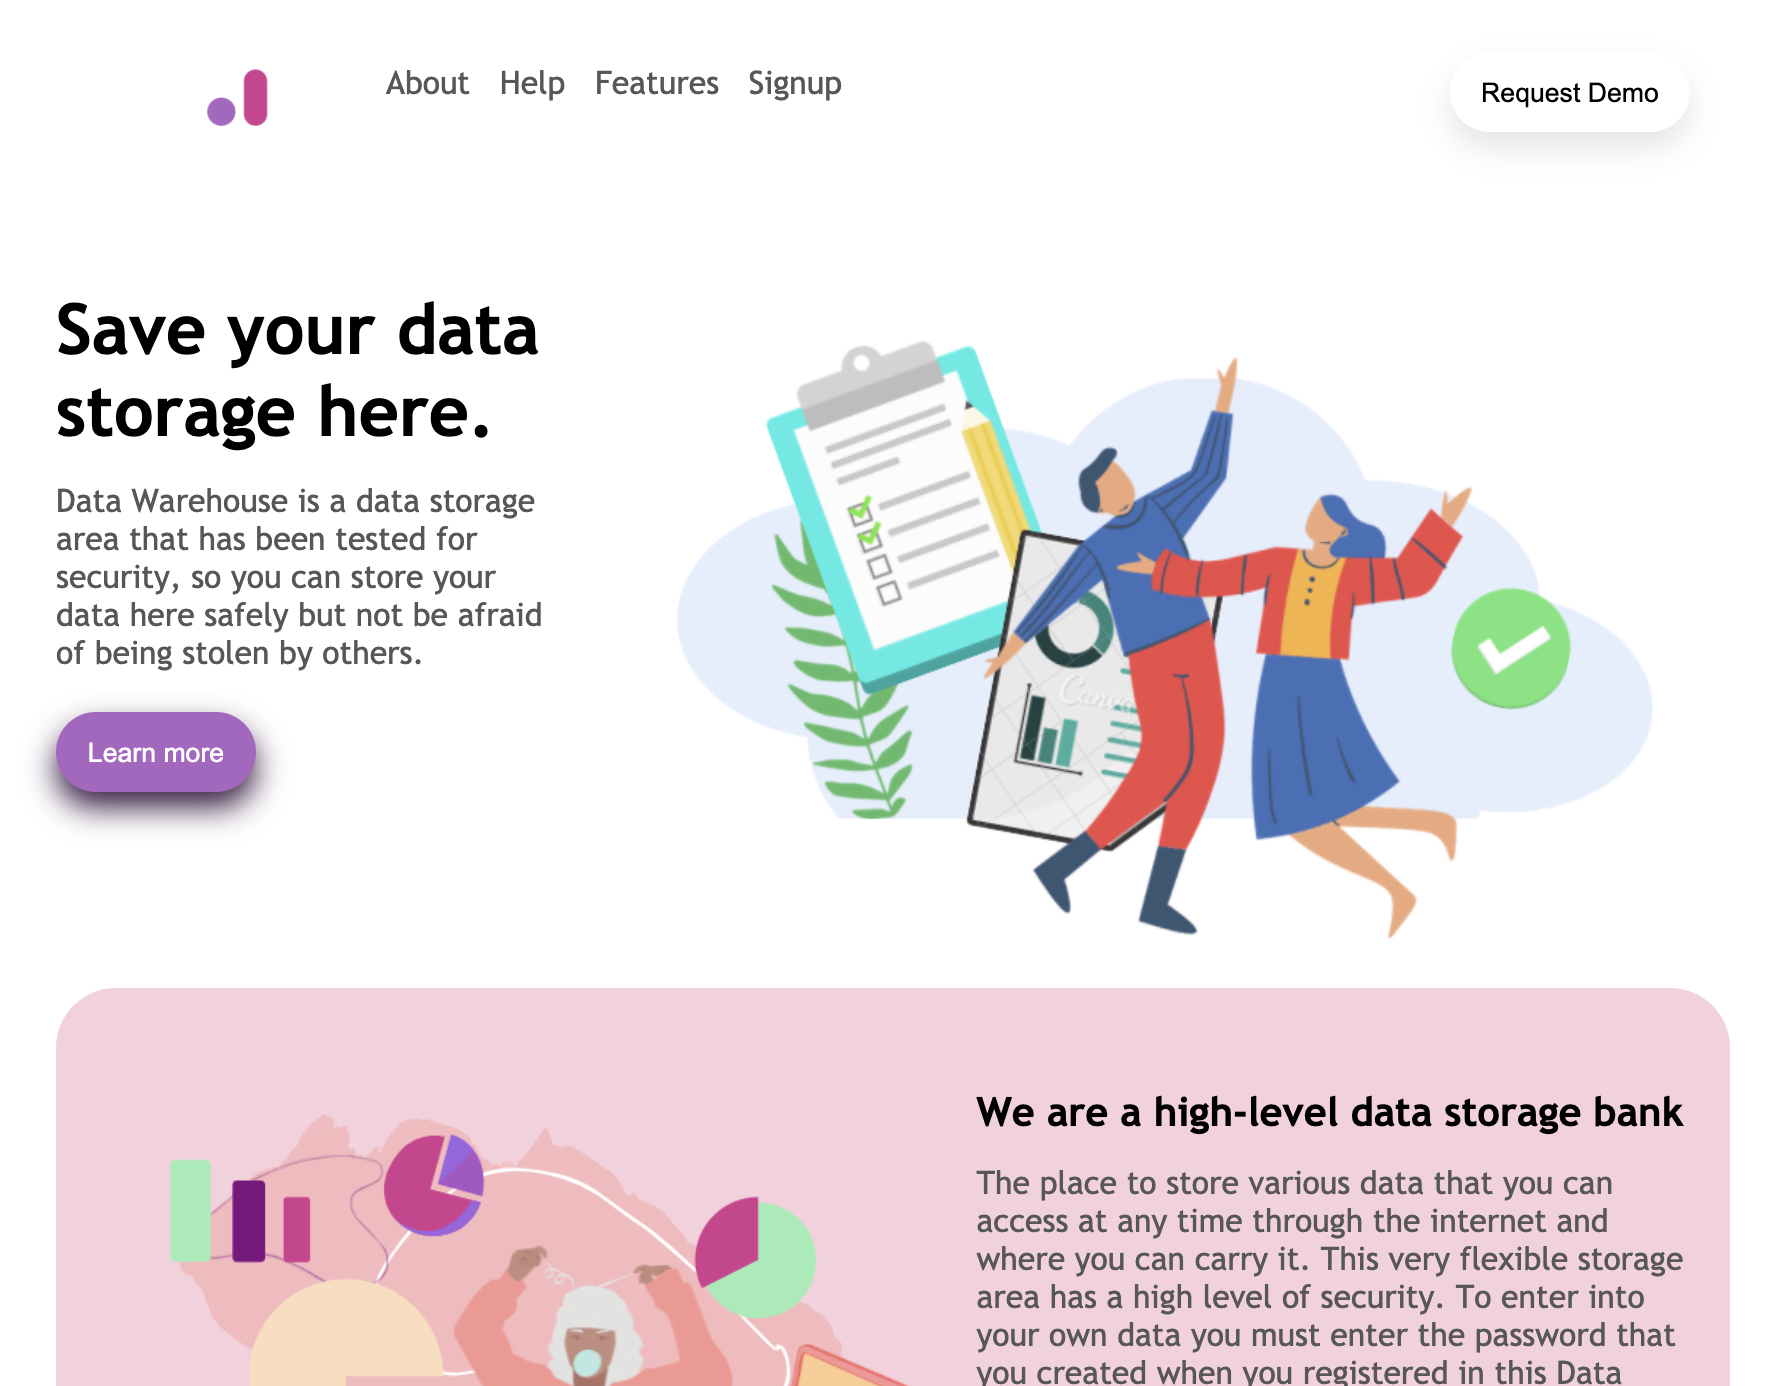 About Help Features Signup
Request Demo
Save your data
storage here.
Data Warehouse is a data storage
area that has been tested for
security, so you can store your
data here safely but not be afraid
of being stolen by others.
Learn more
Canva
We are a high-level data storage bank
The place to store various data that you can
access at any time through the internet and
where you can carry it. This very flexible storage
area has a high level of security. To enter into
your own data you must enter the password that
you created when you registered in this Data